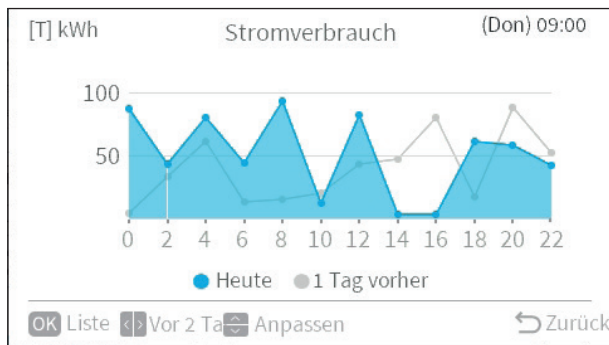 [T] kWh Stromverbrauch (Don) 09:00
100
50
0 2 4 6 8 10 12 14 16 18 20 22
Heute 1 Tag vorher
OK Liste Vor 2 Ta Anpassen Zurück